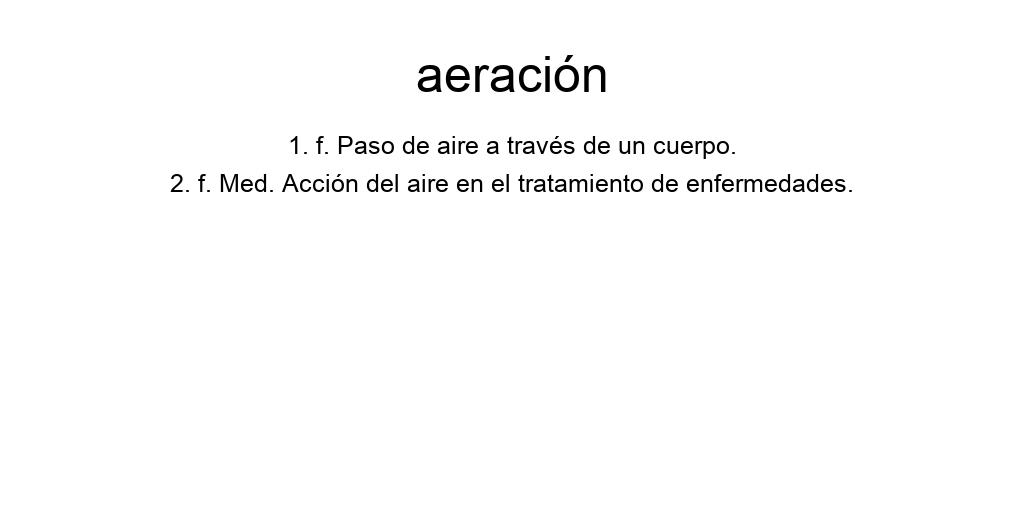 aeración
1. f. Paso de aire a través de un cuerpo.
2. f. Med. Acción del aire en el tratamiento de enfermedades.